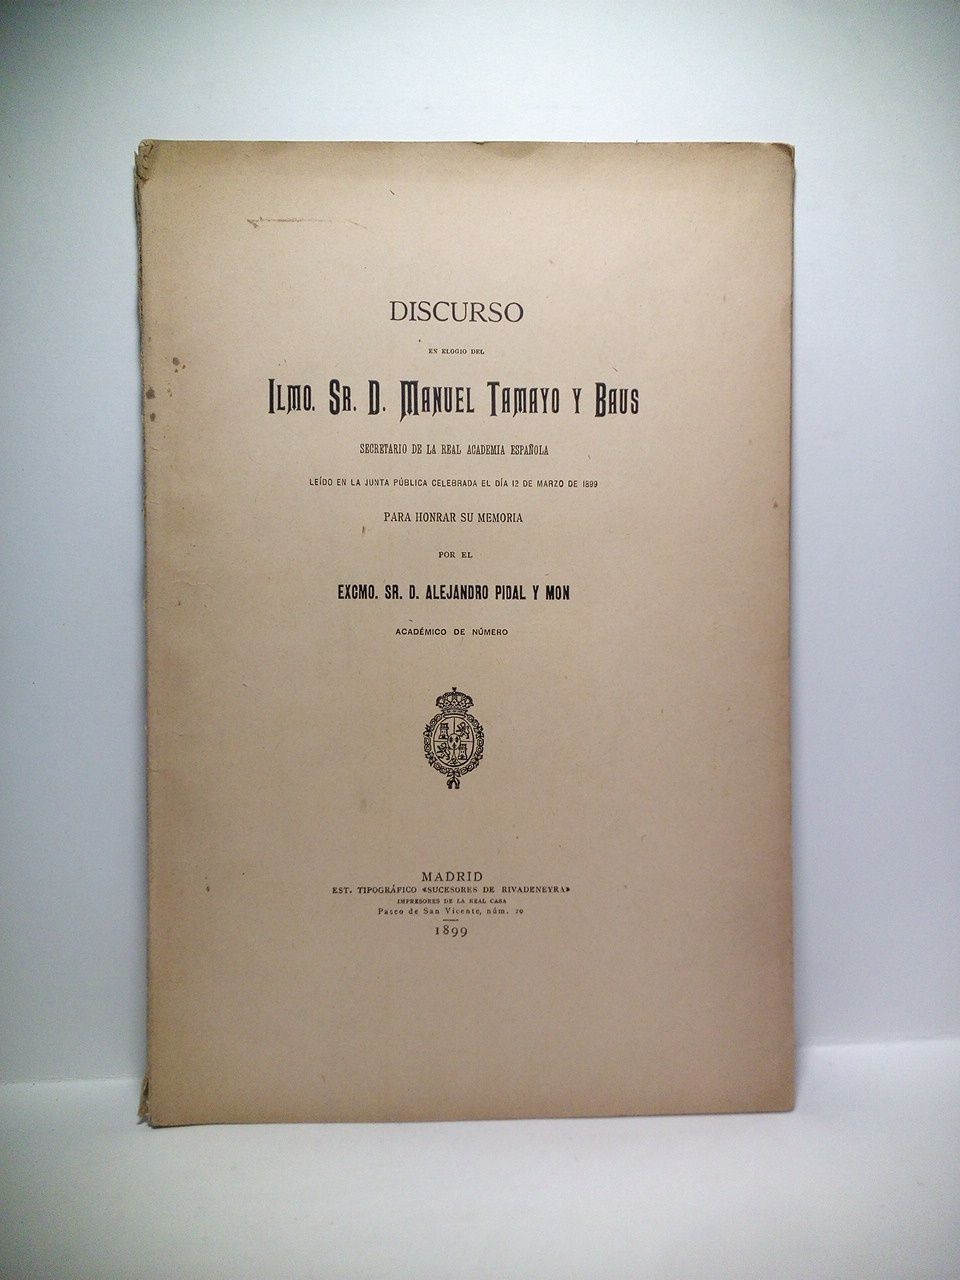 DISCURSO
EN ELOGIO DEL
ILMO. SR. D. MANUEL TAMAYO Y BAUS
SECRETARIO DE LA REAL ACADEMIA ESPAÑOLA
LEÍDO EN LA JUNTA PÚBLICA CELEBRADA EL DÍA 12 DE MARZO DE 1899
PARA HONRAR SU MEMORIA
POR EL
EXCMO. SR. D. ALEJANDRO PIDAL Y MON
ACADÉMICO DE NÚMERO
MADRID
EST. TIPOGRÁFICO «SUCESORES DE RIVADENEYRA»
IMPRESORES DE LA REAL CASA
Paseo de San Vicente, núm. 20
1899